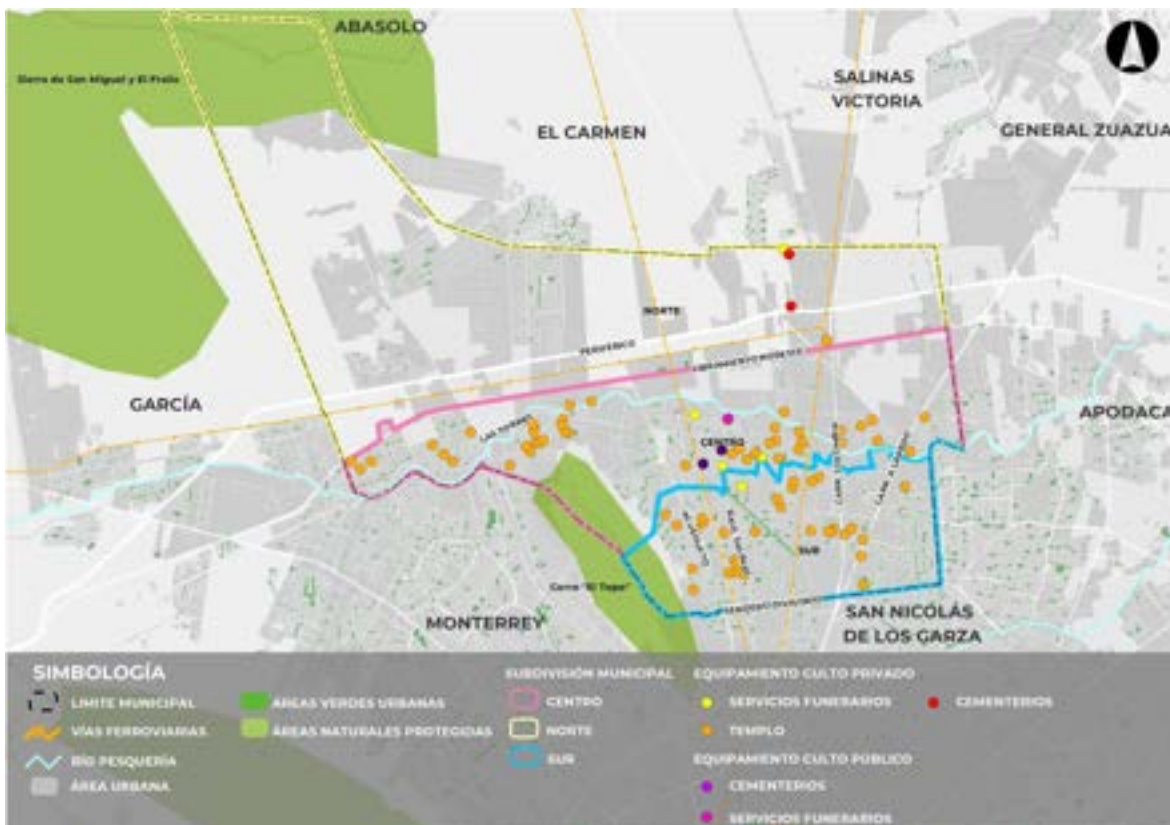 ABASOLO
Sierra de San Miguel y El Fraile
SALINAS
VICTORIA
EL CARMEN
GENERAL ZUAZUA
NORTE
PERIFÉRICO
GARCÍA
APODACA
LAS TORRES
CENTRO
SUR
Cerro "El Topo"
MONTERREY
SAN NICOLÁS
DE LOS GARZA
SIMBOLOGÍA
LÍMITE MUNICIPAL
VÍAS FERROVIARIAS
RÍO PESQUERÍA
ÁREA URBANA
ÁREAS VERDES URBANAS
ÁREAS NATURALES PROTEGIDAS
SUBDIVISIÓN MUNICIPAL
CENTRO
NORTE
SUR
EQUIPAMIENTO CULTO PRIVADO
SERVICIOS FUNERARIOS
CEMENTERIOS
TEMPLO
EQUIPAMIENTO CULTO PÚBLICO
CEMENTERIOS
SERVICIOS FUNERARIOS